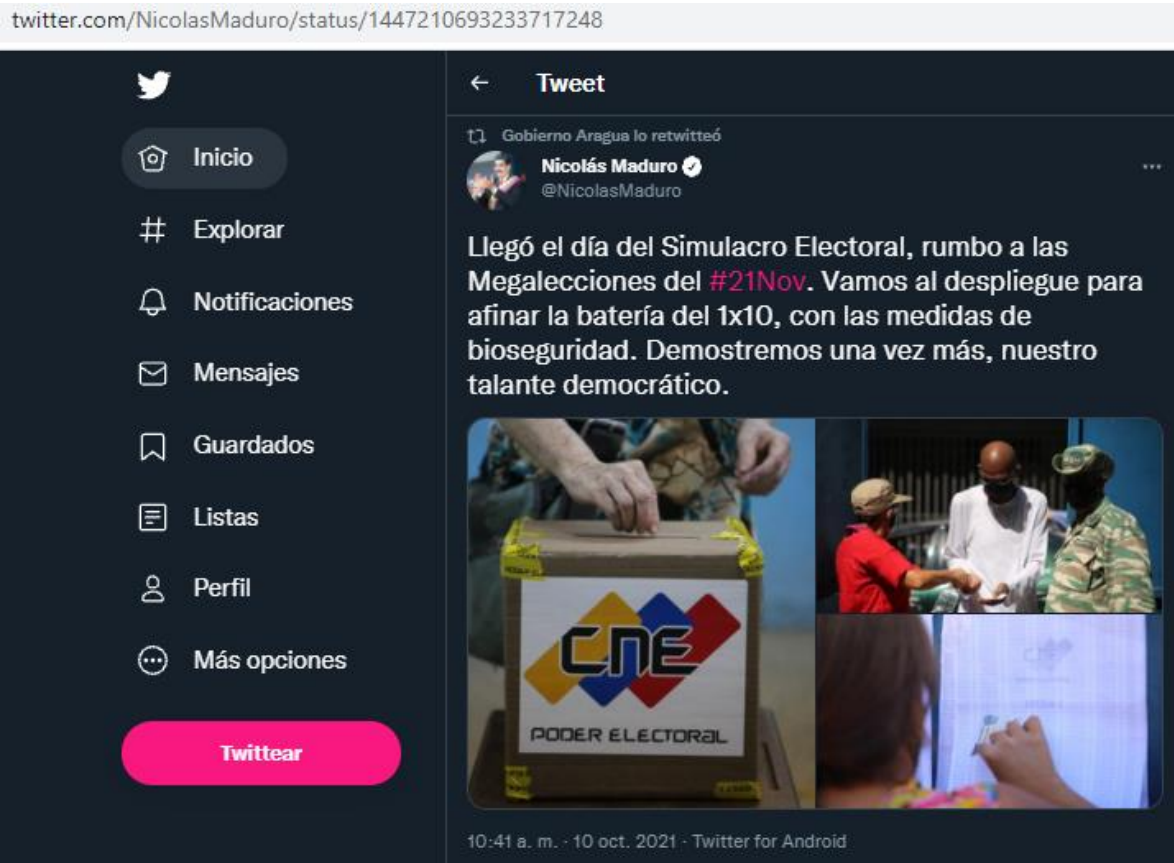 twitter.com/NicolasMaduro/status/1447210693233717248
Inicio
Explorar
Notificaciones
Mensajes
Guardados
Listas
Perfil
Más opciones
Twittear
Tweet
Gobierno Aragua lo retwitteó
Nicolás Maduro
@NicolasMaduro
Llegó el día del Simulacro Electoral, rumbo a las
Megalecciones del #21Nov. Vamos al despliegue para
afinar la batería del 1x10, con las medidas de
bioseguridad. Demostremos una vez más, nuestro
talante democrático.
CNE
PODER ELECTORAL
CNE
10:41 a. m. · 10 oct. 2021 · Twitter for Android